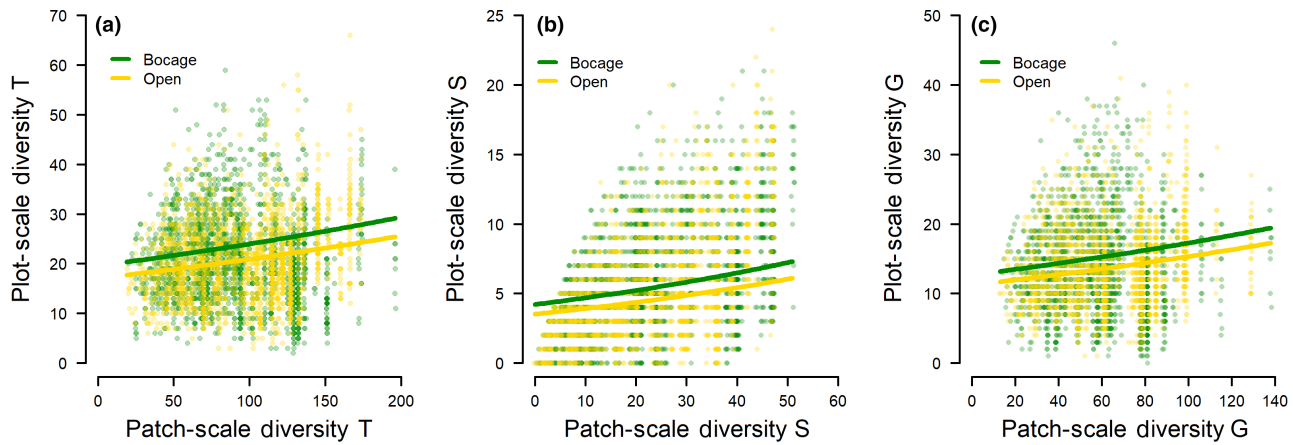 (a)
Bocage
Open
Plot-scale diversity T
70
60
50
40
30
20
10
0
0 50 100 150 200
Patch-scale diversity T
(b)
Bocage
Open
Plot-scale diversity S
25
20
15
10
5
0
0 10 20 30 40 50 60
Patch-scale diversity S
(c)
Bocage
Open
Plot-scale diversity G
50
40
30
20
10
0
0 20 40 60 80 100 120 140
Patch-scale diversity G